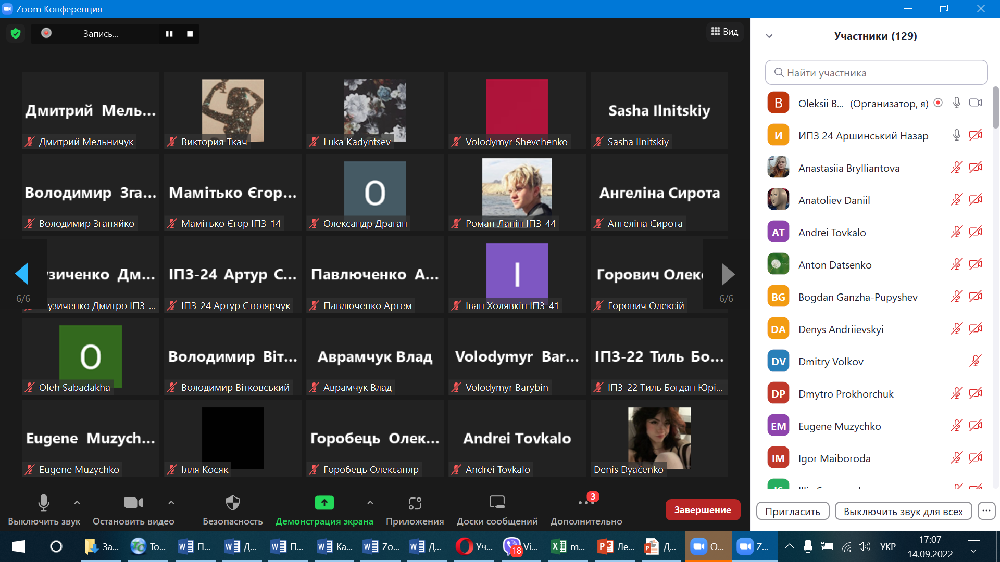 Zoom Конференция
Запись...
Вид
Дмитрий Мель...
Дмитрий Мельничук
Виктория Ткач
Luka Kadyntsev
Volodymyr Shevchenko
Sasha Ilnitskiy
Sasha Ilnitskiy
Володимир Зга...
Володимир Зганяйко
Мамітько Єгор...
Мамітько Єгор ІПЗ-14
О
Олександр Драган
Роман Лапін ІПЗ-44
Ангеліна Сирота
Ангеліна Сирота
узиченко Дм...
узиченко Дмитро ІПЗ-...
ІПЗ-24 Артур С...
ІПЗ-24 Артур Столярчук
Павлюченко А...
Павлюченко Артем
І
Іван Холявкін ІПЗ-41
Горович Олекс
Горович Олексій
6/6
6/6
O
Oleh Sabadakha
Володимир Віт...
Володимир Вітковський
Аврамчук Влад
Аврамчук Влад
Volodymyr Bar...
Volodymyr Barybin
ІПЗ-22 Тиль Бо...
ІПЗ-22 Тиль Богдан Юрі...
Eugene Muzych...
Eugene Muzychko
Ілля Косяк
Горобець Олек...
Горобець Олександр
Andrei Tovkalo
Andrei Tovkalo
Denis Dyačenko
Выключить звук
Остановить видео
Безопасность
Демонстрация экрана
Приложения
Доски сообщений
3
Дополнительно
Завершение
Участники (129)
Найти участника
B Oleksii B... (Организатор, я)
И ИПЗ 24 Аршинський Назар
Anastasiia Brylliantova
Anatoliev Daniil
AT Andrei Tovkalo
Anton Datsenko
BG Bogdan Ganzha-Pupyshev
DA Denys Andriievskyi
DV Dmitry Volkov
DP Dmytro Prokhorchuk
EM Eugene Muzychko
IM Igor Maiboroda
Пригласить
Выключить звук для всех
...
За...
To...
П...
Д...
П...
Ка...
Zo...
Д...
Уч...
18
Vi...
m...
Ле...
Д...
О...
Z...
УКР
17:07
14.09.2022